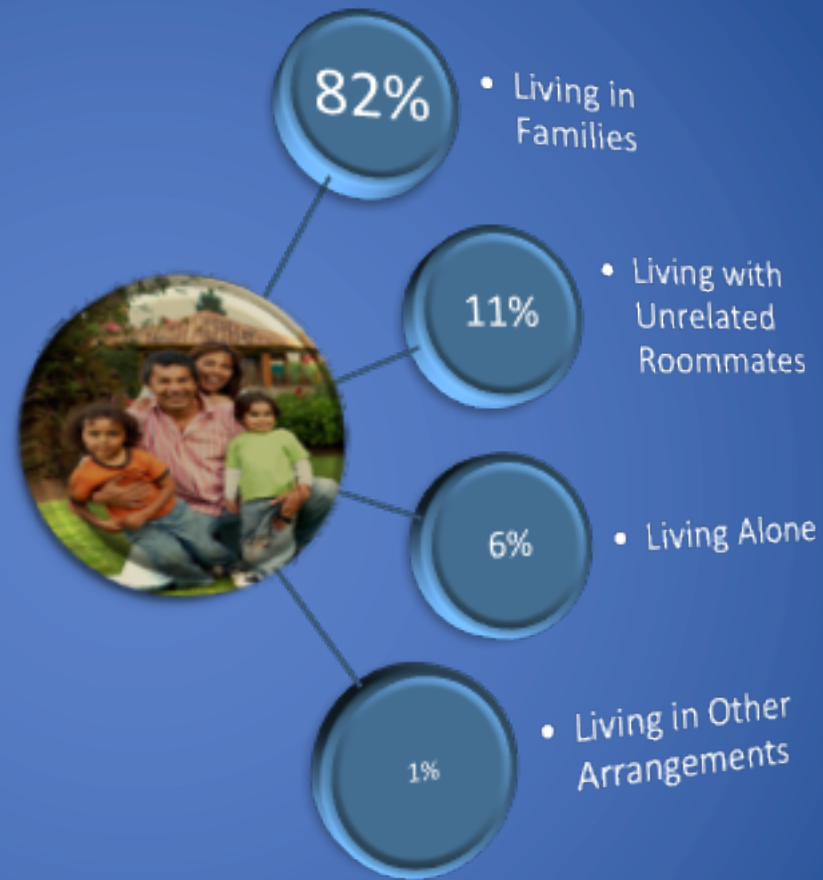 82%
• Living in
Families
11%
• Living with
Unrelated
Roommates
6%
• Living Alone
1%
• Living in Other
Arrangements